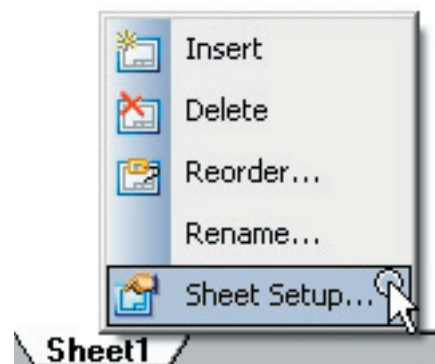 Insert
Delete
Reorder...
Rename...
Sheet Setup...
Sheet1